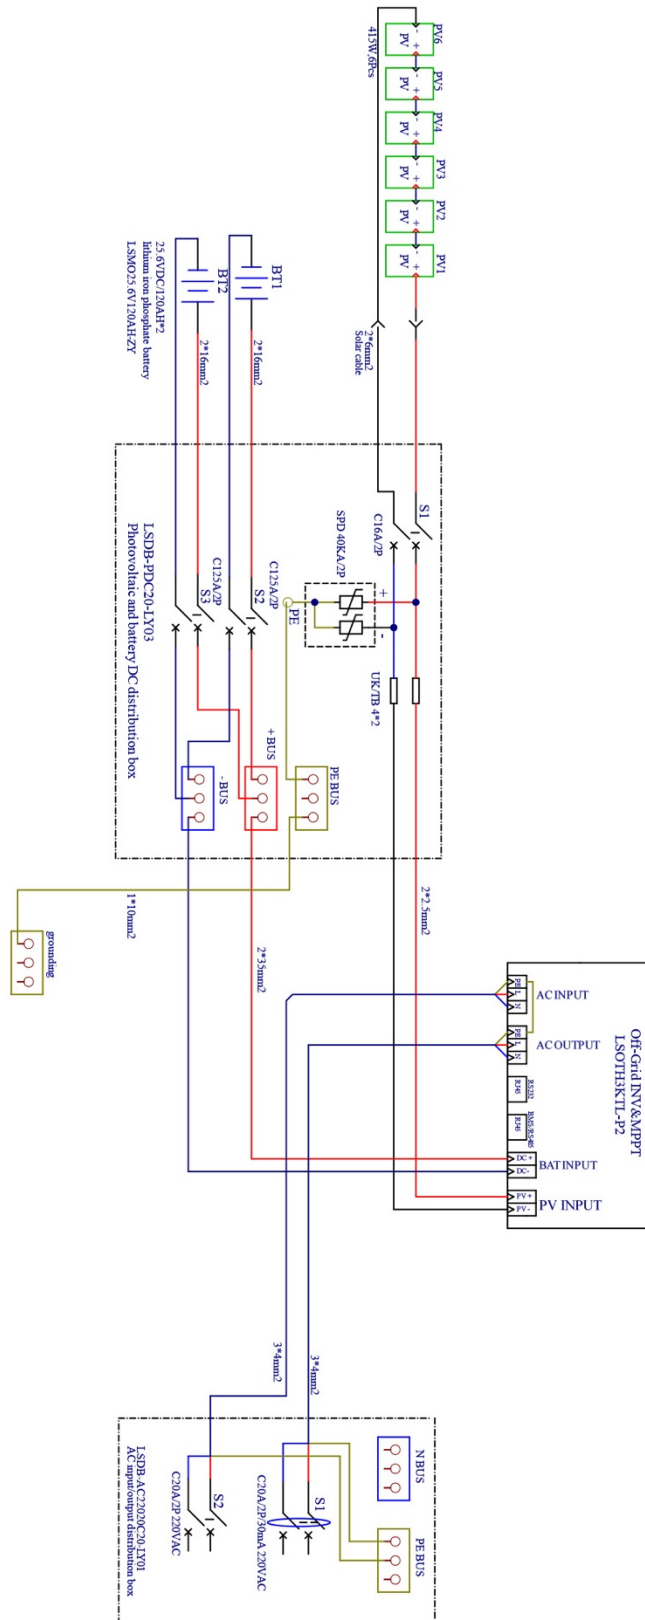 PV6
- + PV
PV5
- + PV
PV4
- + PV
PV3
- + PV
PV2
- + PV
PV1
- + PV
415W,6Pcs
2*6mm2
Solar cable
BT1
BT2
25.6VDC/120AH*2
lithium iron phosphate battery
LSMO25.6V120AH-ZY
2*16mm2
2*16mm2
S1
C16A/2P
SPD 40KA/2P
+
-
PE
UK/TB 4*2
S2
C125A/2P
S3
C125A/2P
LSDB-PDC20-LY03
Photovoltaic and battery DC distribution box
PE BUS
+ BUS
- BUS
2*2.5mm2
2*35mm2
1*10mm2
grounding
Off-Grid INV&MPPT
LSOTH3KTL-P2
PE
L
N
AC INPUT
PE
L
N
AC OUTPUT
RS232
RJ45
BMS/RS485
RJ45
DC +
DC-
BAT INPUT
PV +
PV -
PV INPUT
3*4mm2
3*4mm2
N BUS
PE BUS
S1
C20A/2P/30mA 220VAC
S2
C20A/2P 220VAC
LSDB-AC22020C20-LY01
AC input/output distribution box